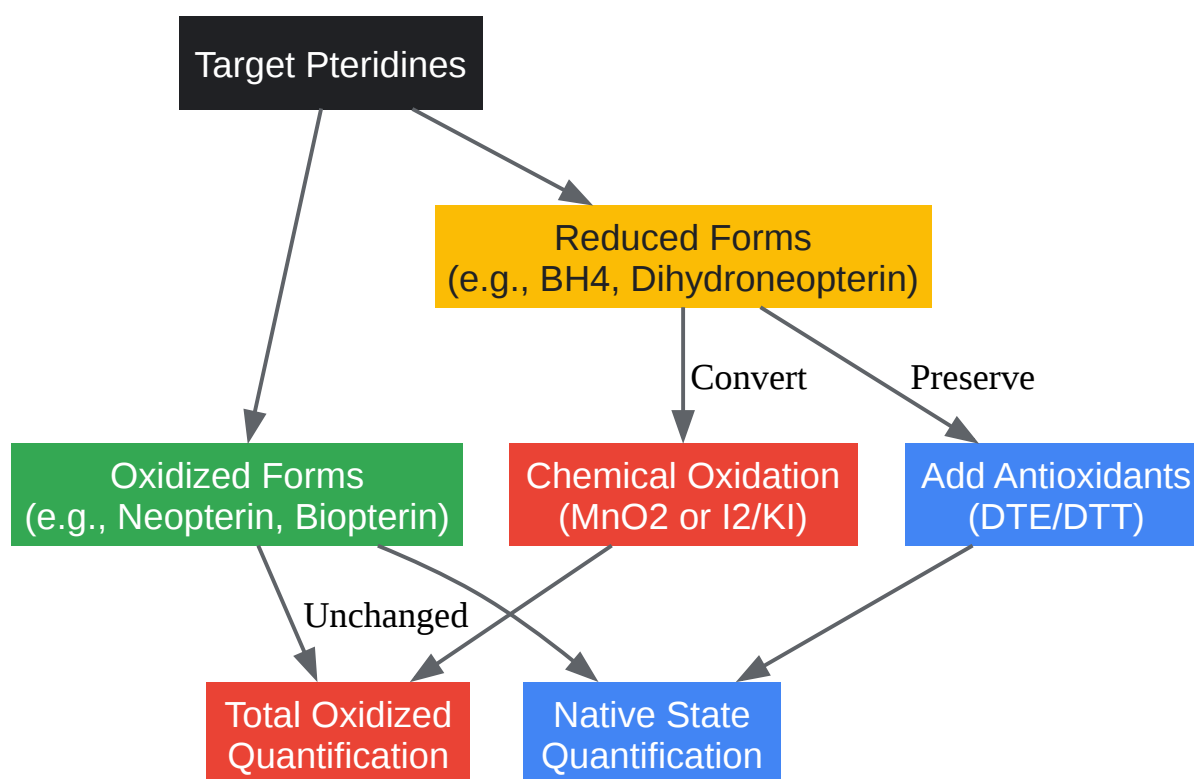 Target Pteridines
Reduced Forms
(e.g., BH4, Dihydroneopterin)
Convert
Preserve
Oxidized Forms
(e.g., Neopterin, Biopterin)
Chemical Oxidation
(MnO2 or I2/KI)
Add Antioxidants
(DTE/DTT)
Unchanged
Total Oxidized
Quantification
Native State
Quantification